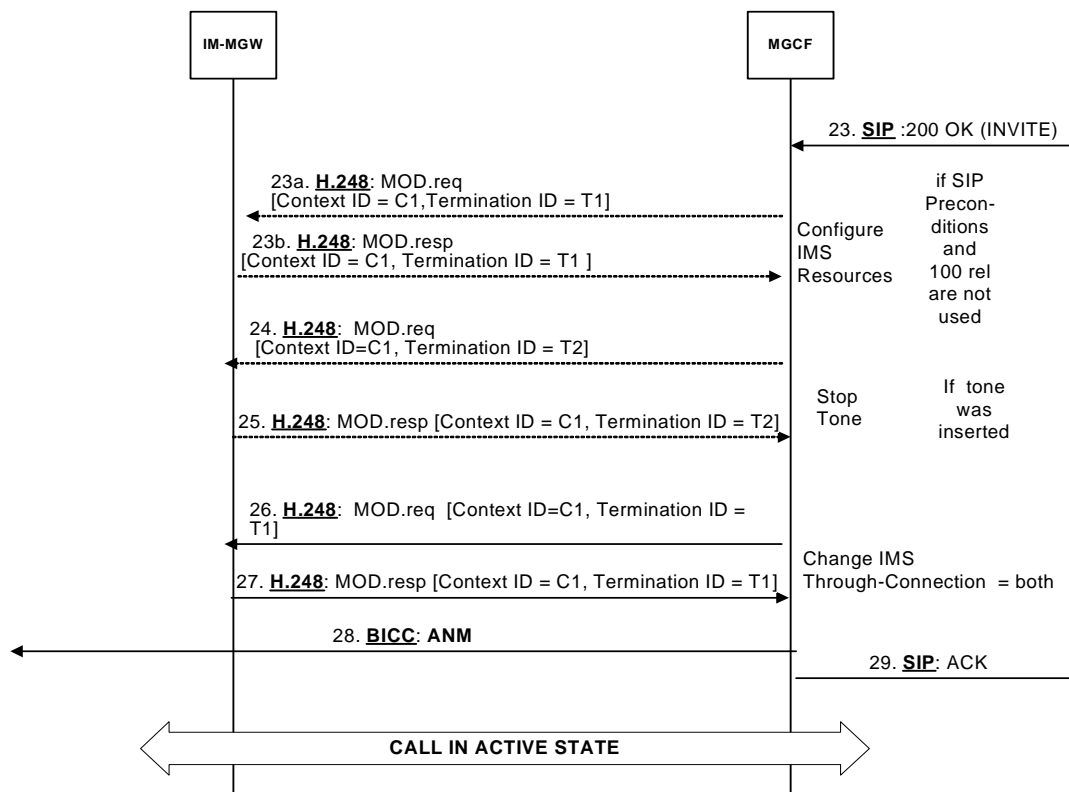 IM-MGW
MGCF
23. SIP :200 OK (INVITE)
23a. H.248: MOD.req
[Context ID = C1,Termination ID = T1]
if SIP
Precon-
ditions
and
100 rel
are not
used
Configure
IMS
Resources
23b. H.248: MOD.resp
[Context ID = C1, Termination ID = T1 ]
24. H.248:  MOD.req
[Context ID=C1, Termination ID = T2]
Stop
Tone
If  tone
was
inserted
25. H.248: MOD.resp [Context ID = C1, Termination ID = T2]
26. H.248:  MOD.req  [Context ID=C1, Termination ID =
T1]
Change IMS
Through-Connection  = both
27. H.248: MOD.resp [Context ID = C1, Termination ID = T1]
28. BICC: ANM
29. SIP: ACK
CALL IN ACTIVE STATE